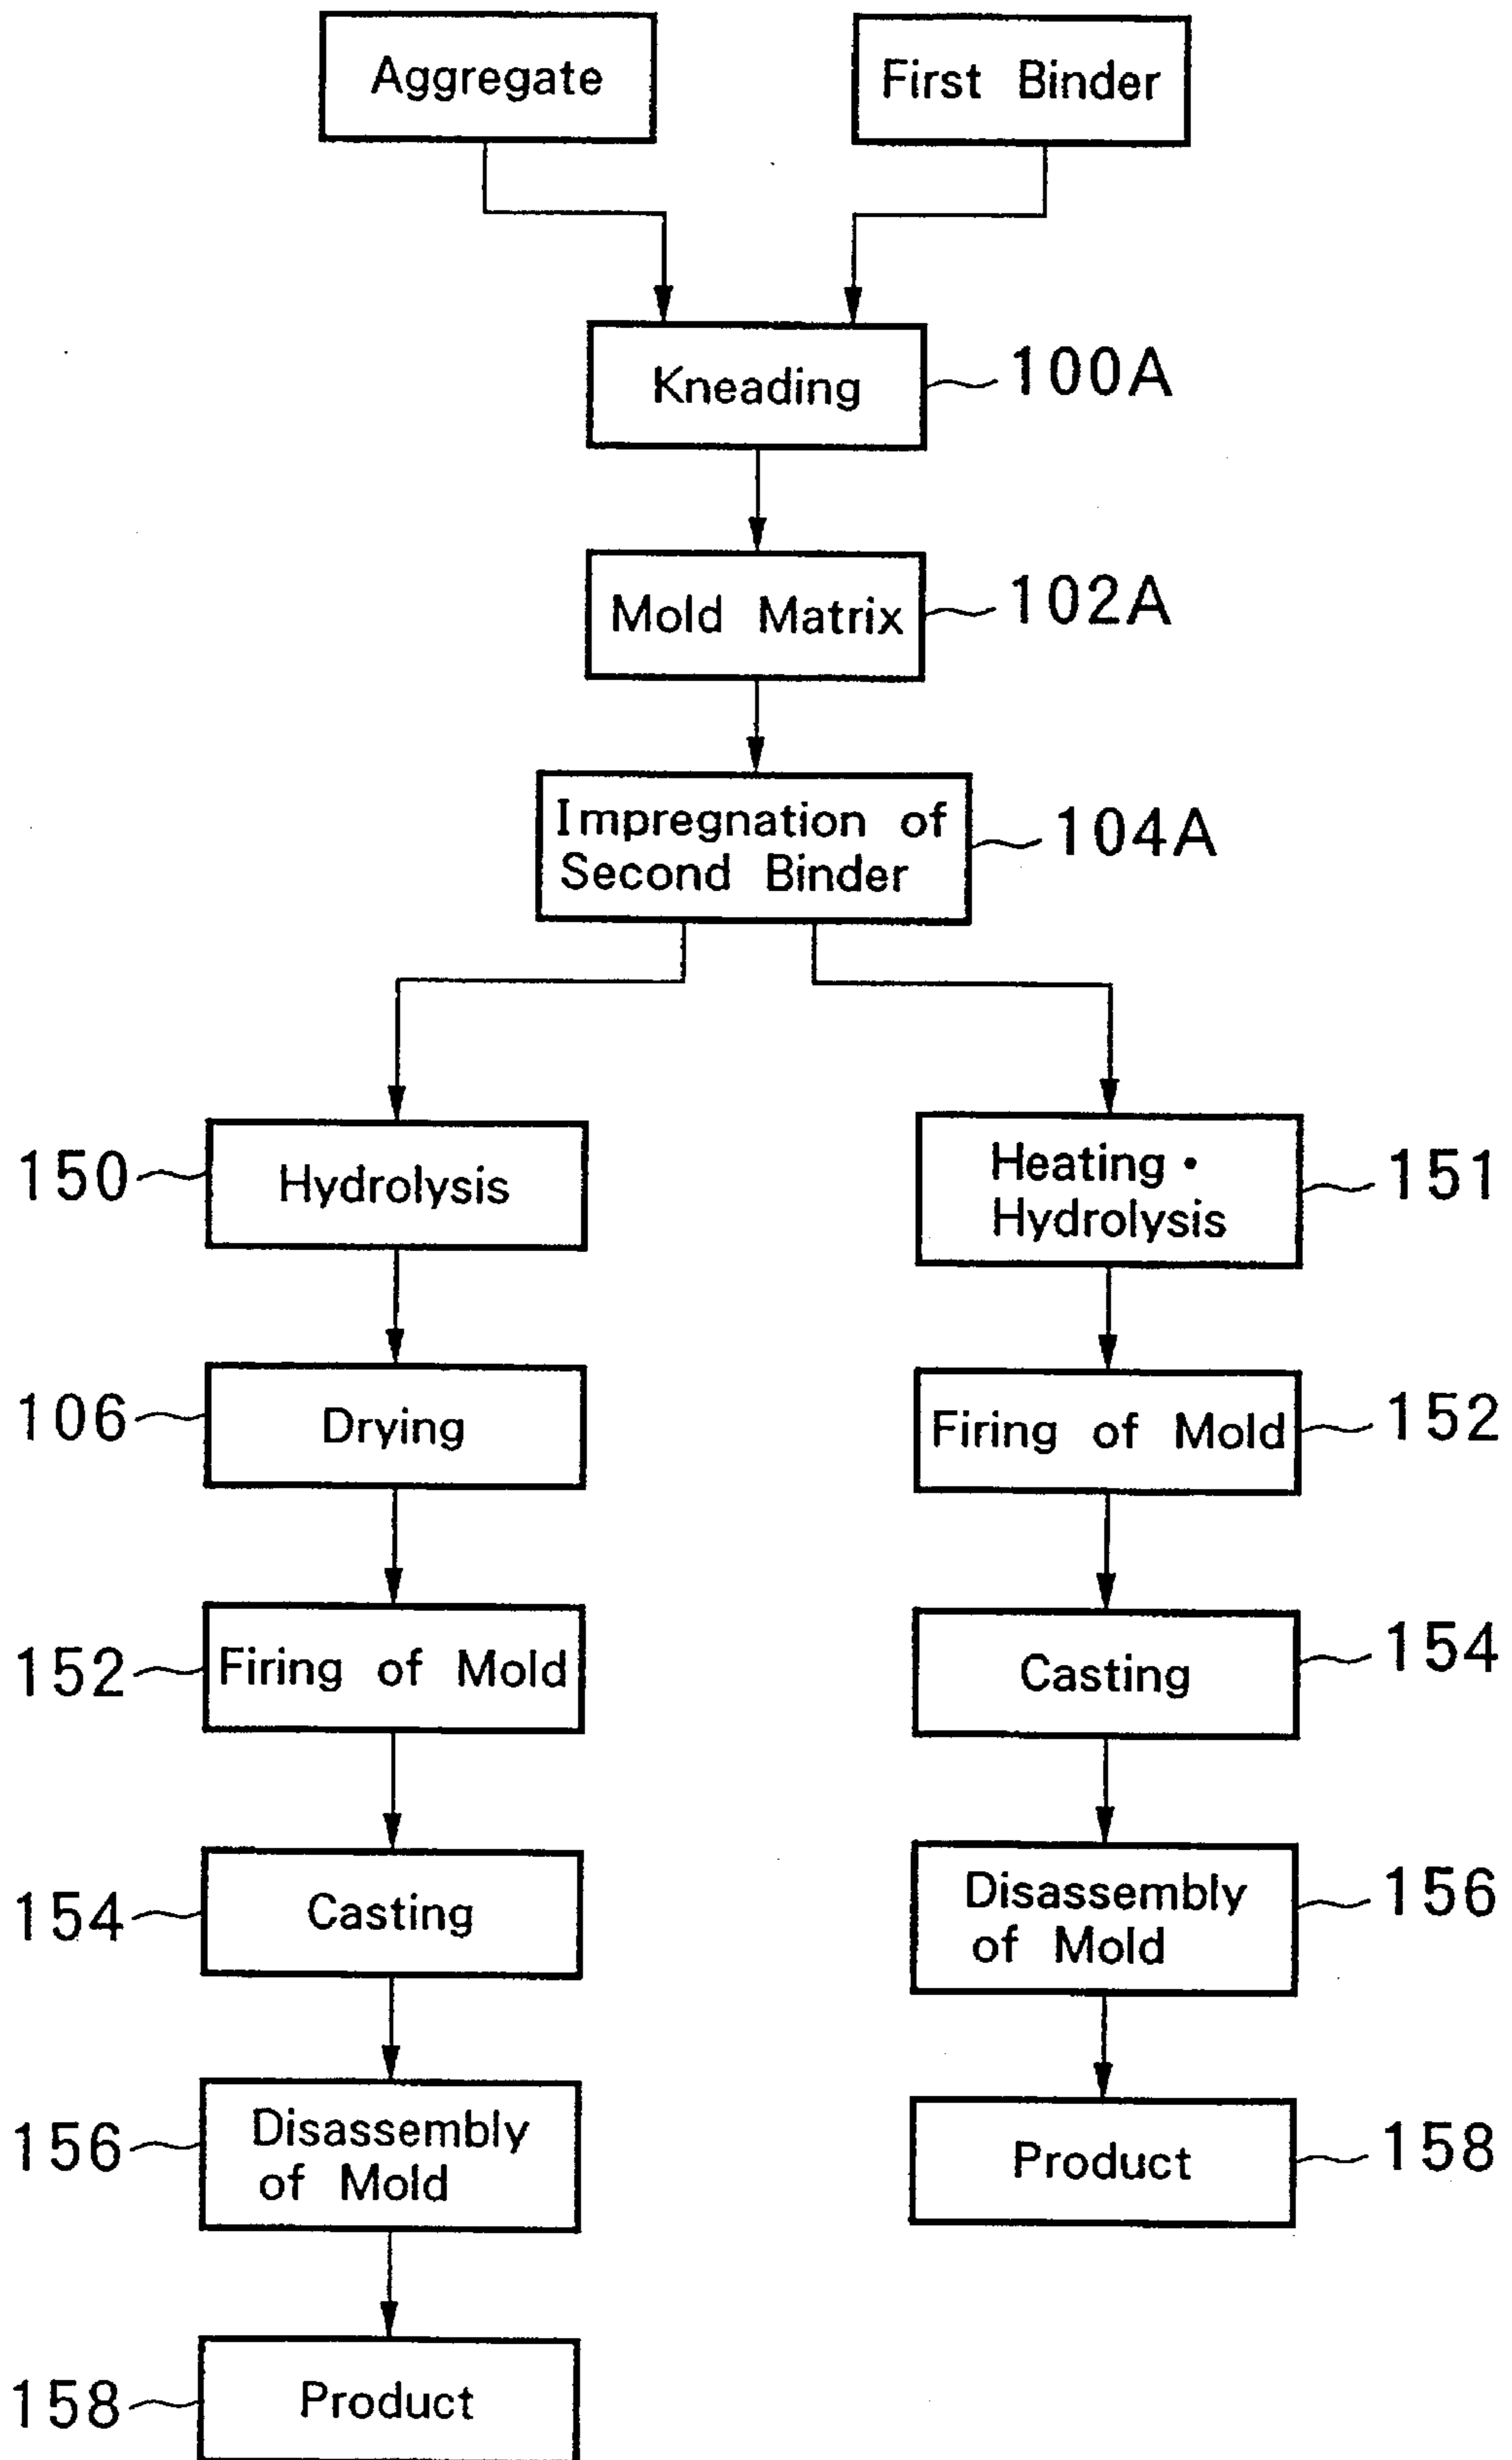 Aggregate
First Binder
Kneading
100A
Mold Matrix
102A
Impregnation of
Second Binder
104A
150
Hydrolysis
Heating・
Hydrolysis
151
106
Drying
Firing of Mold
152
152
Firing of Mold
Casting
154
154
Casting
Disassembly
of Mold
156
156
Disassembly
of Mold
Product
158
158
Product